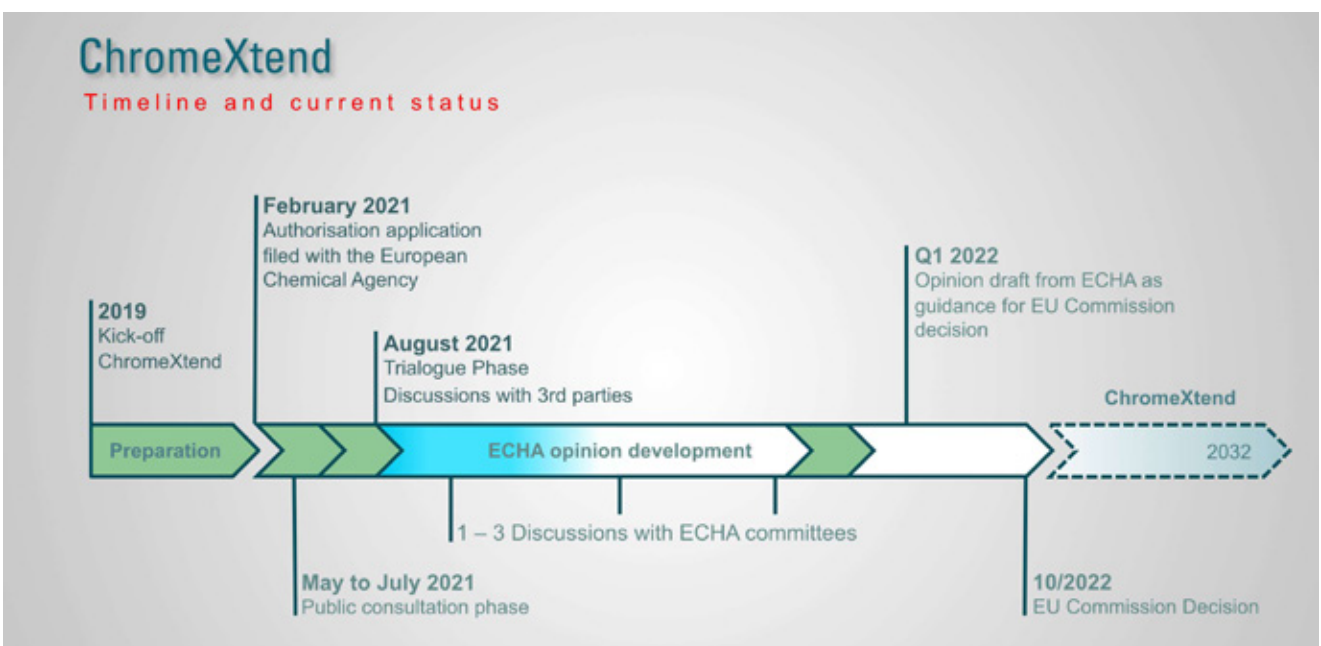 ChromeXtend
Timeline and current status
February 2021
Authorisation application
filed with the European
Chemical Agency
Q1 2022
Opinion draft from ECHA as
guidance for EU Commission
decision
2019
Kick-off
ChromeXtend
August 2021
Trialogue Phase
Discussions with 3rd parties
ChromeXtend
Preparation
ECHA opinion development
2032
1 – 3 Discussions with ECHA committees
May to July 2021
Public consultation phase
10/2022
EU Commission Decision